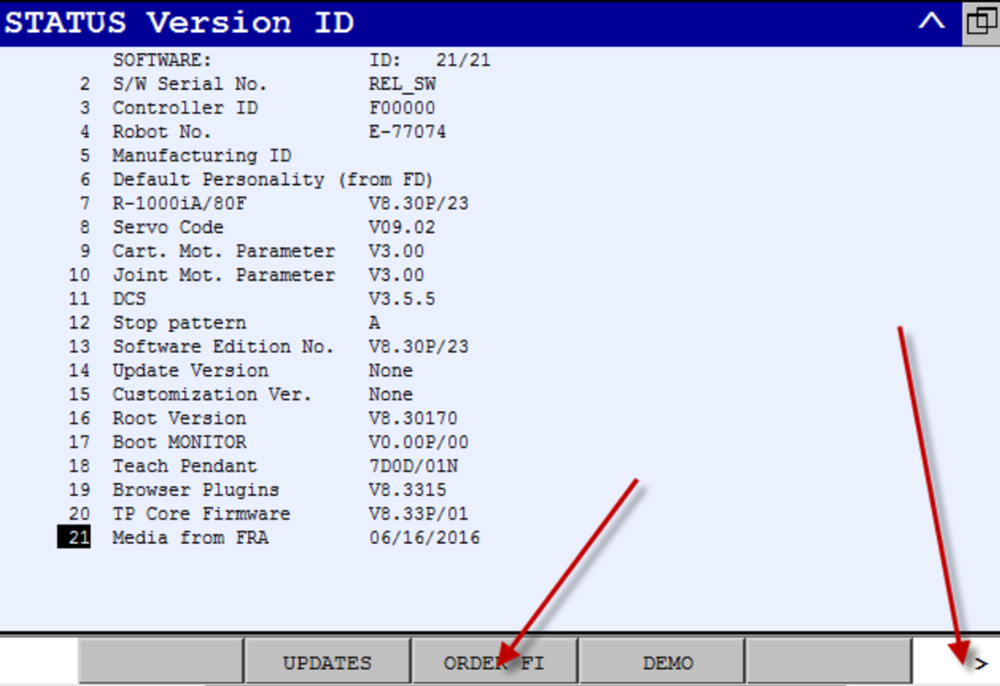 STATUS Version ID
SOFTWARE: ID: 21/21
2 S/W Serial No. REL_SW
3 Controller ID F00000
4 Robot No. E-77074
5 Manufacturing ID
6 Default Personality (from FD)
7 R-1000iA/80F V8.30P/23
8 Servo Code V09.02
9 Cart. Mot. Parameter V3.00
10 Joint Mot. Parameter V3.00
11 DCS V3.5.5
12 Stop pattern A
13 Software Edition No. V8.30P/23
14 Update Version None
15 Customization Ver. None
16 Root Version V8.30170
17 Boot MONITOR V0.00P/00
18 Teach Pendant 7D0D/01N
19 Browser Plugins V8.3315
20 TP Core Firmware V8.33P/01
21 Media from FRA 06/16/2016
UPDATES ORDER FI DEMO >